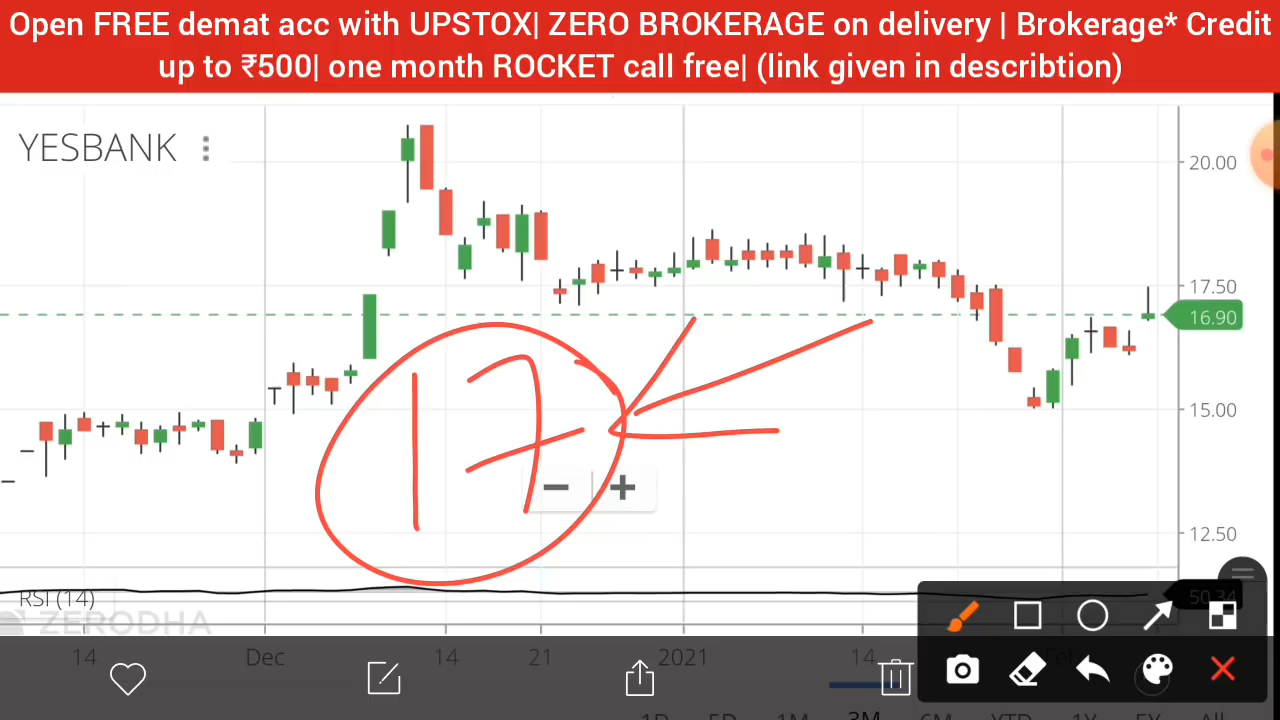 Open FREE demat acc with UPSTOX| ZERO BROKERAGE on delivery | Brokerage* Credit
up to ₹500| one month ROCKET call free| (link given in describtion)
YESBANK
20.00
17.50
16.90
17
15.00
12.50
50.34
RSI (14)
ZERODHA
14 Dec 14 21 2021 14
1D 5D 1M 3M 6M YTD 1Y 5Y All